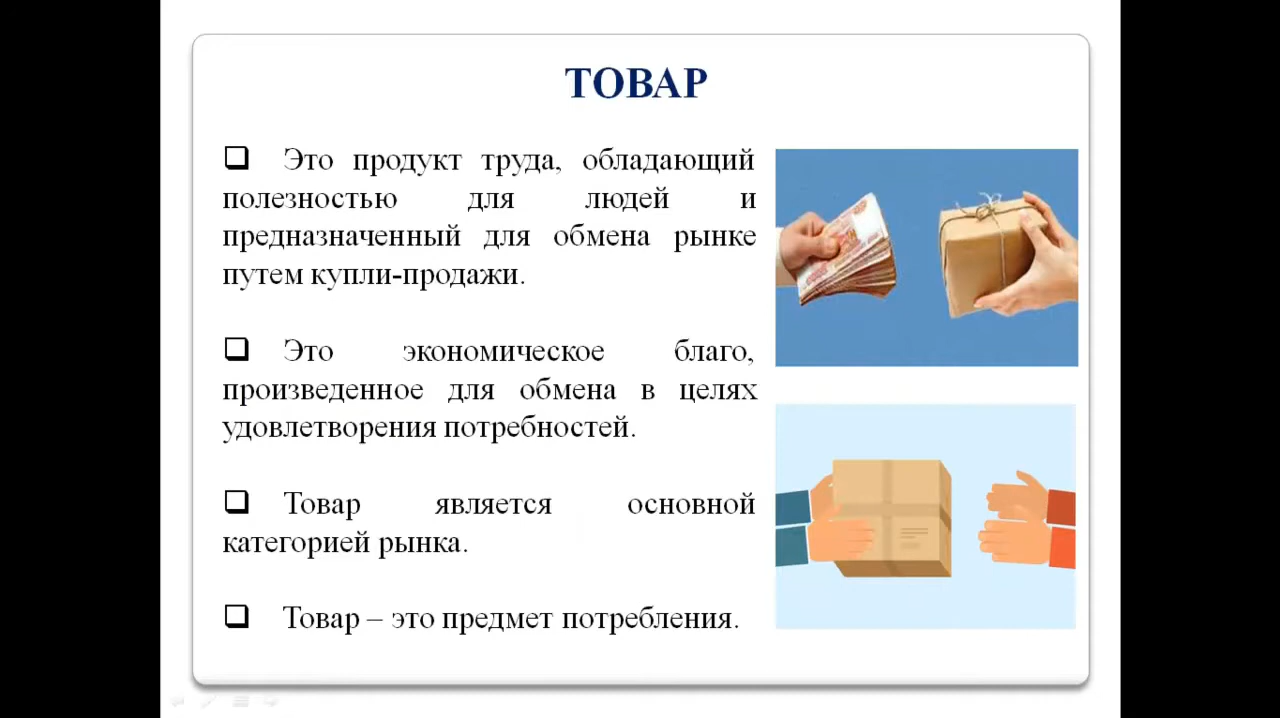 ТОВАР
Это продукт труда, обладающий
полезностью для людей и
предназначенный для обмена рынке
путем купли-продажи.
Это экономическое благо,
произведенное для обмена в целях
удовлетворения потребностей.
Товар является основной
категорией рынка.
Товар – это предмет потребления.